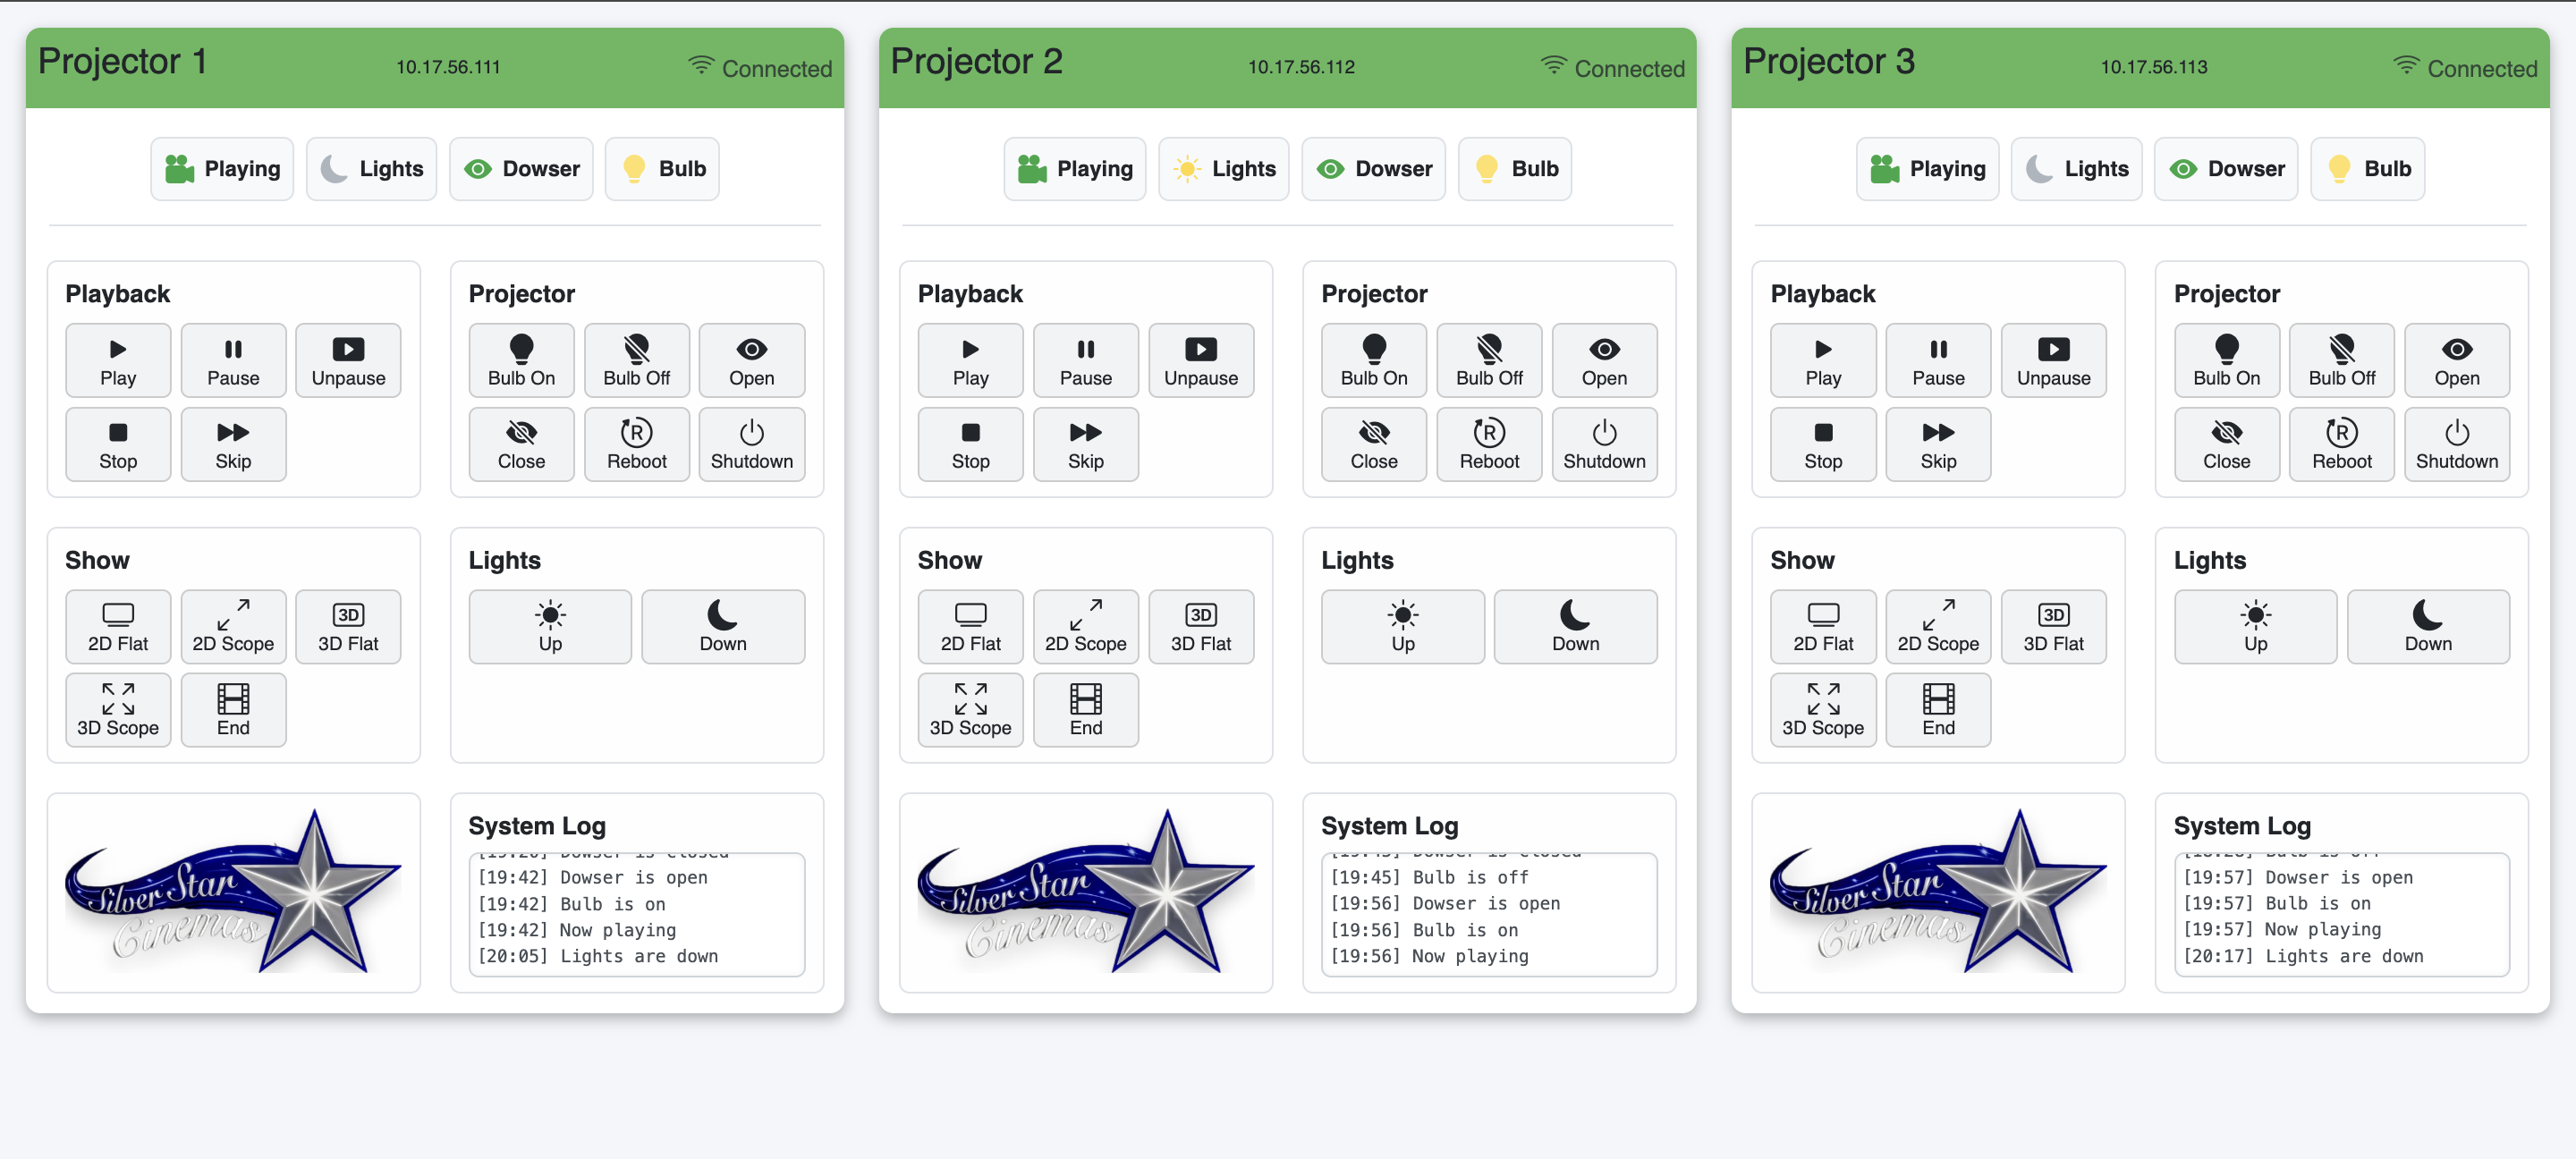 Projector 1 10.17.56.111 Connected
Playing Lights Dowser Bulb
Playback
Play Pause Unpause
Stop Skip
Projector
Bulb On Bulb Off Open
Close Reboot Shutdown
Show
2D Flat 2D Scope 3D Flat
3D Scope End
Lights
Up Down
Silver Star
Cinemas
System Log
[19:42] Dowser is open
[19:42] Bulb is on
[19:42] Now playing
[20:05] Lights are down
Projector 2 10.17.56.112 Connected
Playing Lights Dowser Bulb
Playback
Play Pause Unpause
Stop Skip
Projector
Bulb On Bulb Off Open
Close Reboot Shutdown
Show
2D Flat 2D Scope 3D Flat
3D Scope End
Lights
Up Down
Silver Star
Cinemas
System Log
[19:45] Bulb is off
[19:56] Dowser is open
[19:56] Bulb is on
[19:56] Now playing
Projector 3 10.17.56.113 Connected
Playing Lights Dowser Bulb
Playback
Play Pause Unpause
Stop Skip
Projector
Bulb On Bulb Off Open
Close Reboot Shutdown
Show
2D Flat 2D Scope 3D Flat
3D Scope End
Lights
Up Down
Silver Star
Cinemas
System Log
[19:57] Dowser is open
[19:57] Bulb is on
[19:57] Now playing
[20:17] Lights are down